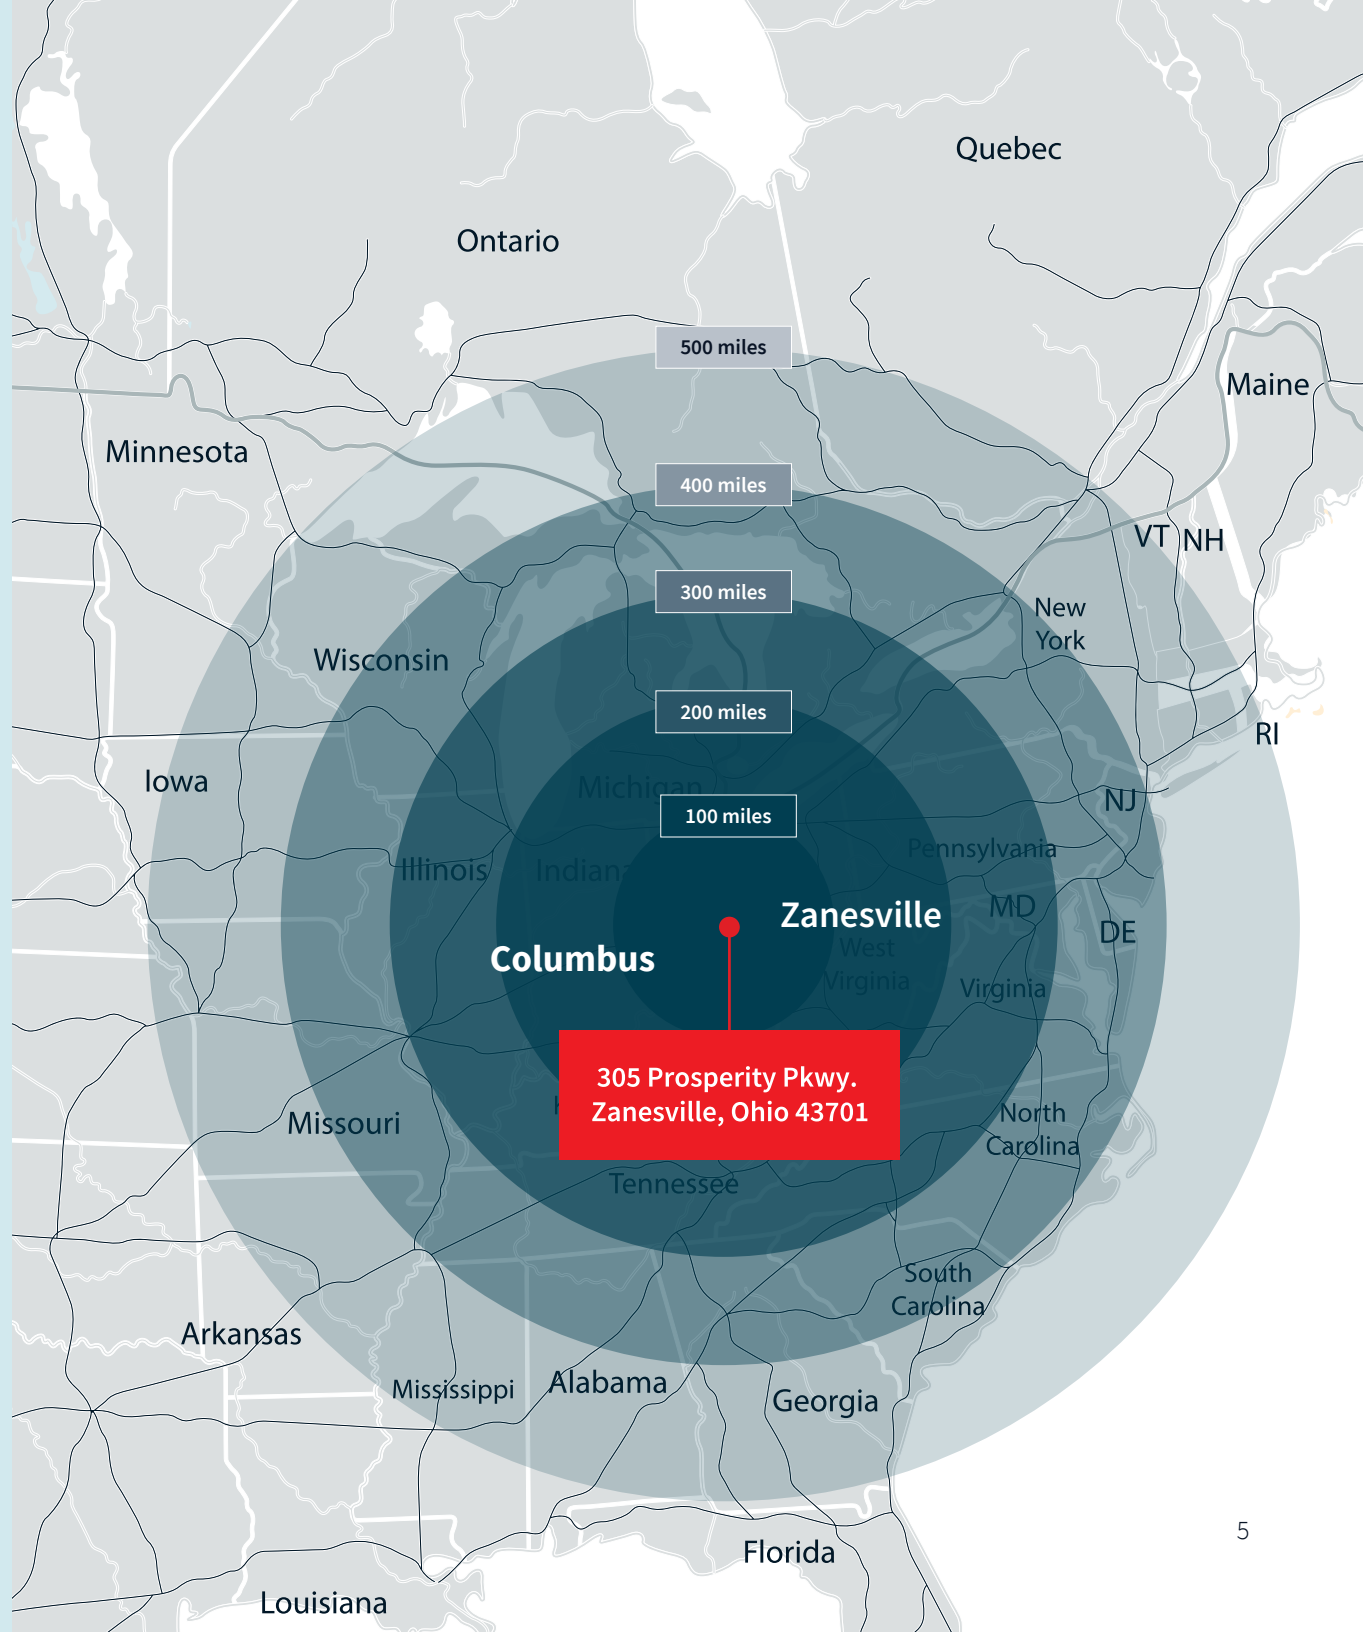 Quebec
Ontario
500 miles
Maine
Minnesota
400 miles
VT
NH
300 miles
New
York
Wisconsin
200 miles
RI
Iowa
Michigan
NJ
100 miles
Pennsylvania
Illinois
Indiana
MD
Zanesville
DE
West
Virginia
Columbus
Virginia
305 Prosperity Pkwy.
Zanesville, Ohio 43701
Missouri
North
Carolina
Tennessee
South
Carolina
Arkansas
Mississippi
Alabama
Georgia
5
Florida
Louisiana